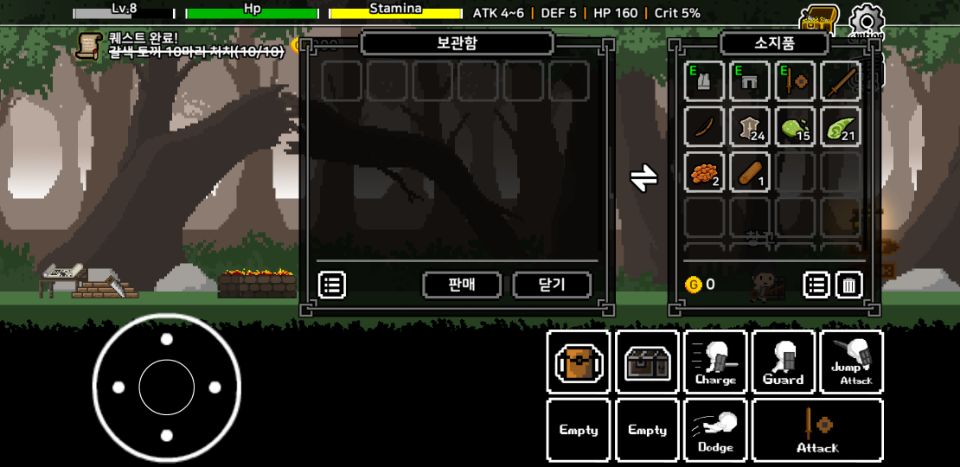 Lv.8
Hp
Stamina
ATK 4~6 | DEF 5 | HP 160 | Crit 5%
퀘스트 완료!
갈색 토끼 10마리 처치(10/10)
보관함
소지품
E
E
E
24
15
21
2
1
판매
닫기
G 0
Charge
Guard
Jump
Attack
Empty
Empty
Dodge
Attack